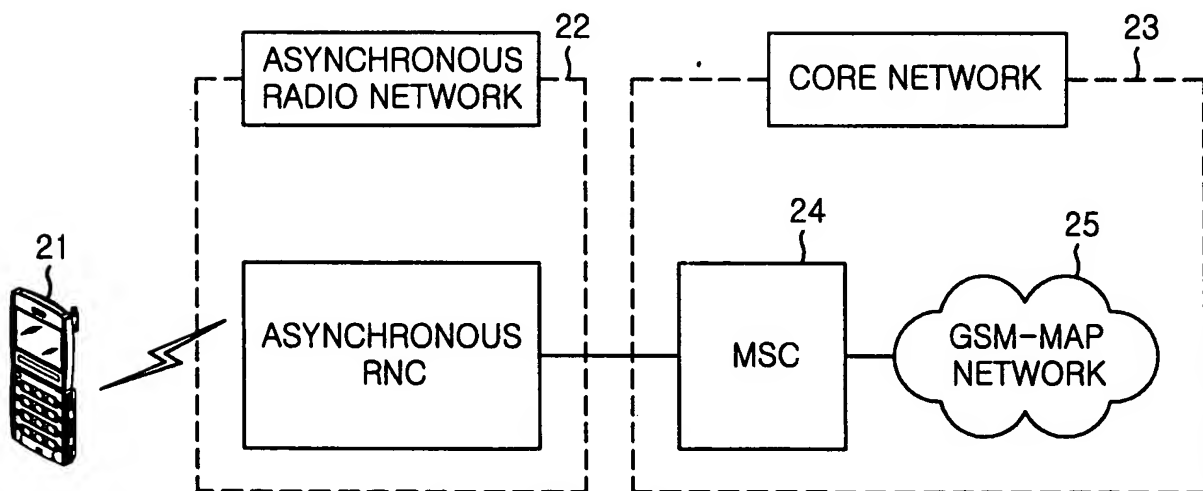 22
23
ASYNCHRONOUS
RADIO NETWORK
CORE NETWORK
21
24
25
ASYNCHRONOUS
RNC
MSC
GSM-MAP
NETWORK